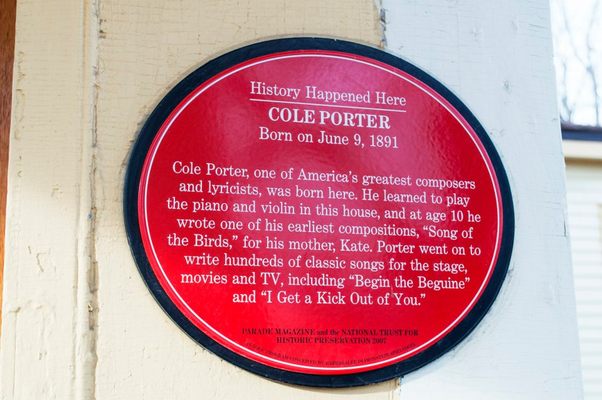 History Happened Here
COLE PORTER
Born on June 9, 1891
Cole Porter, one of America's greatest composers
and lyricists, was born here. He learned to play
the piano and violin in this house, and at age 10 he
wrote one of his earliest compositions, “Song of
the Birds,” for his mother, Kate. Porter went on to
write hundreds of classic songs for the stage,
movies and TV, including “Begin the Beguine”
and “I Get a Kick Out of You.”
PARADE MAGAZINE and the NATIONAL TRUST FOR
HISTORIC PRESERVATION 2007